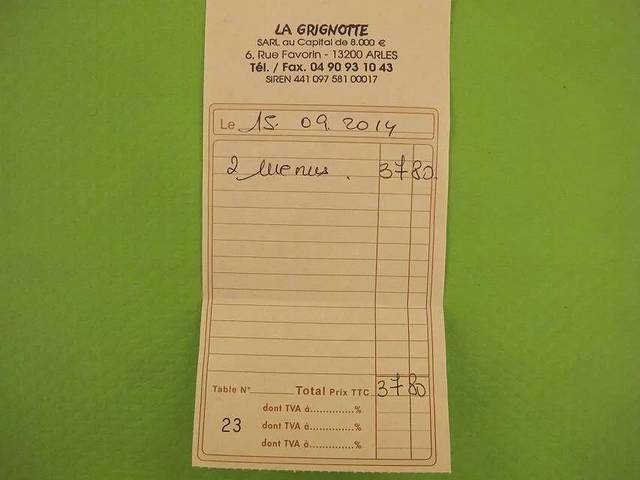 LA GRIGNOTTE
SARL au Capital de 8.000 €
6, Rue Favorin - 13200 ARLES
Tél. / Fax. 04 90 93 10 43
SIREN 441 097 581 00017
Le 15. 09. 2014
2 Menus. 37 80
Table N° Total Prix TTC 37 80
dont TVA à..............%
23 dont TVA à..............%
dont TVA à..............%